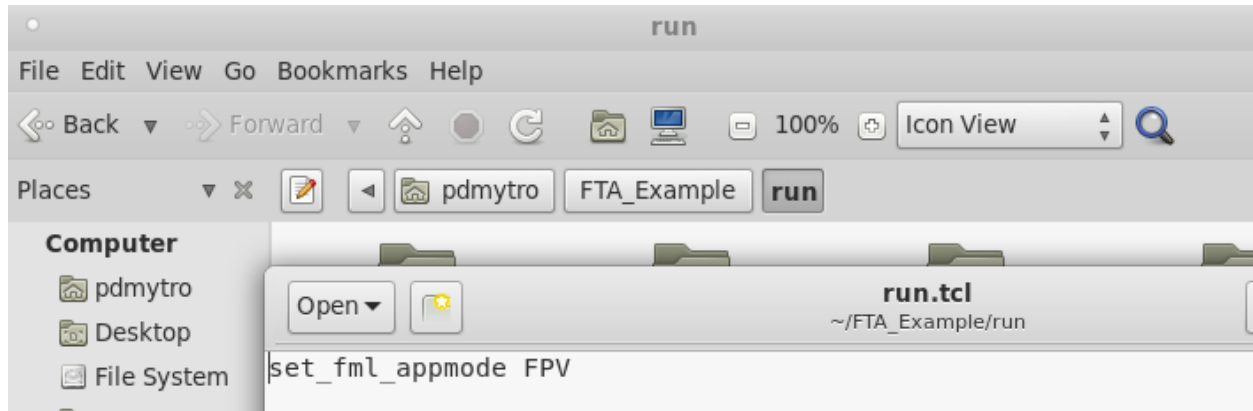 run
File Edit View Go Bookmarks Help
Back Forward 100% Icon View
Places pdmytro FTA_Example run
Computer
pdmytro
Desktop
File System
Open run.tcl
~/FTA_Example/run
set_fml_appmode FPV